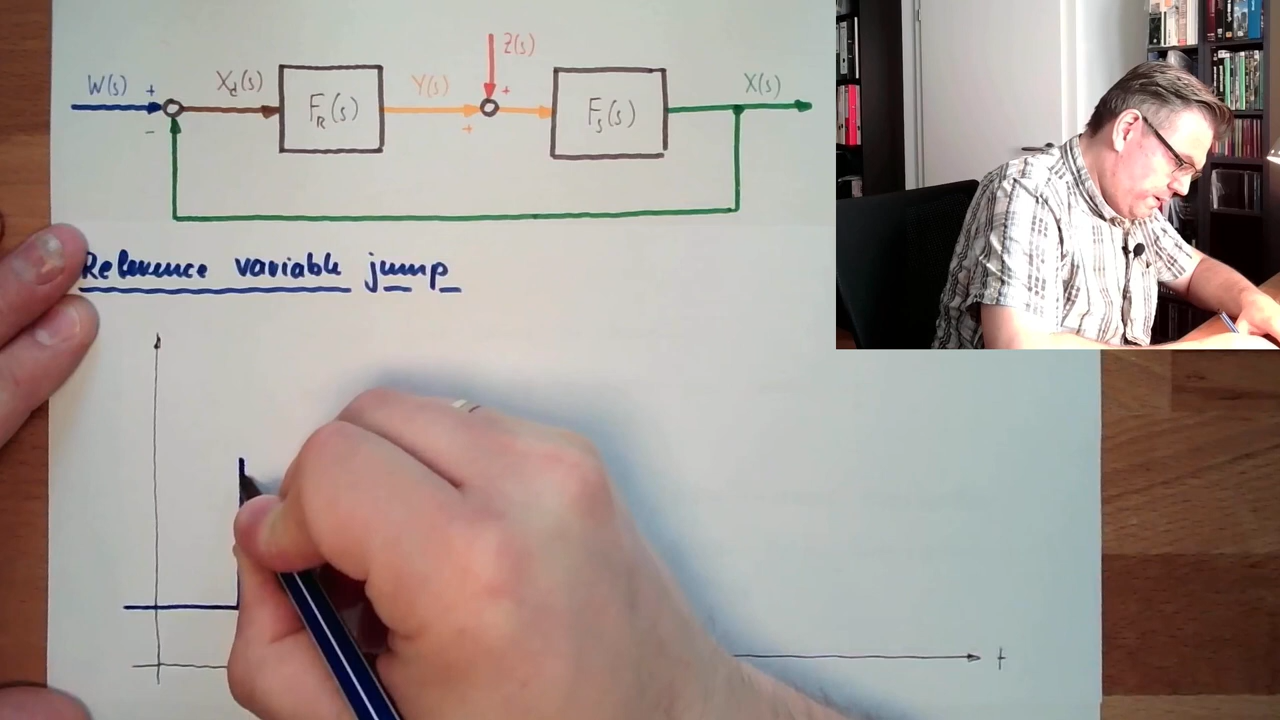 W(s) + X_d(s) F_R(s) Y(s) + Z(s) + F_S(s) X(s)
-
Reference variable jump
t